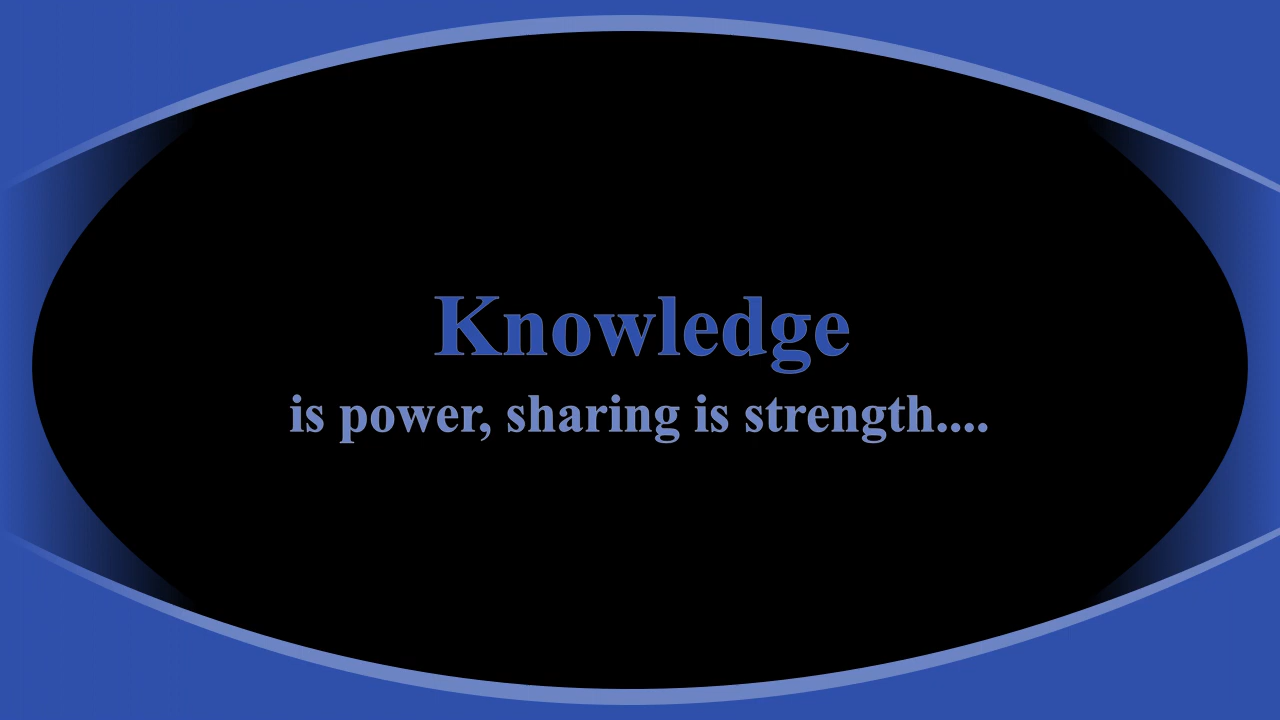 Knowledge
is power, sharing is strength....